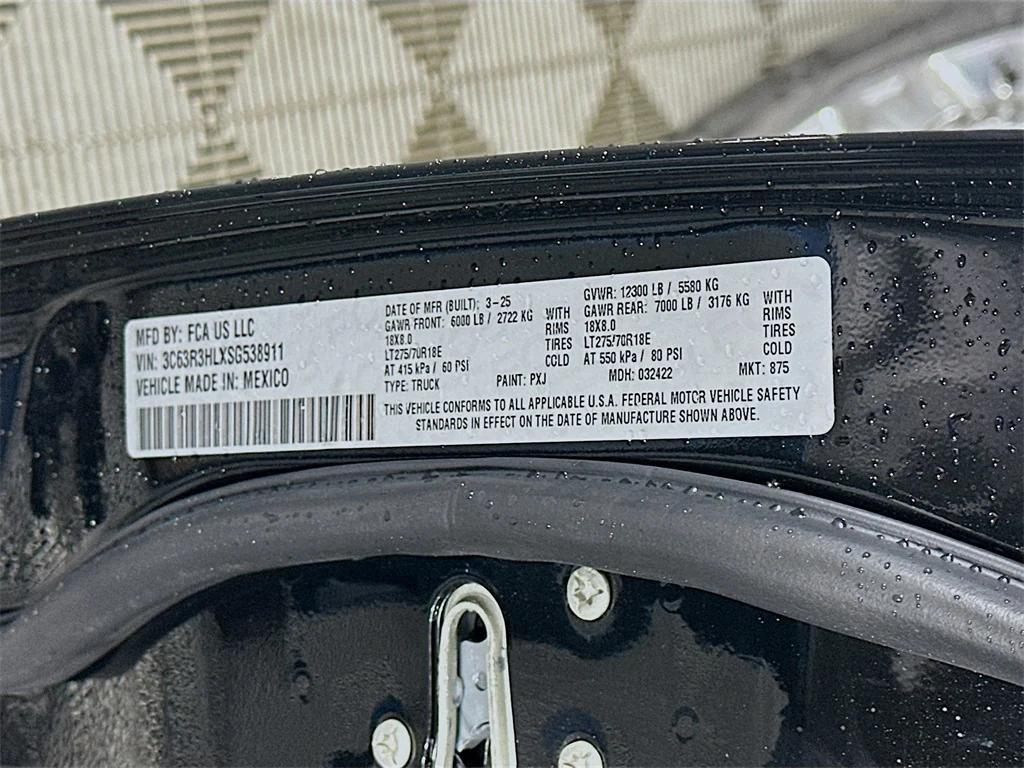 MFD BY: FCA US LLC
VIN: 3C63R3HLXSG538911
VEHICLE MADE IN: MEXICO
DATE OF MFR (BUILT): 3-25
GAWR FRONT: 6000 LB / 2722 KG WITH
18X8.0 RIMS
LT275/70R18E TIRES
AT 415 kPa / 60 PSI COLD
GVWR: 12300 LB / 5580 KG
GAWR REAR: 7000 LB / 3176 KG WITH
18X8.0 RIMS
LT275/70R18E TIRES
AT 550 kPa / 80 PSI COLD
TYPE: TRUCK PAINT: PXJ MDH: 032422 MKT: 875
THIS VEHICLE CONFORMS TO ALL APPLICABLE U.S.A. FEDERAL MOTOR VEHICLE SAFETY
STANDARDS IN EFFECT ON THE DATE OF MANUFACTURE SHOWN ABOVE.